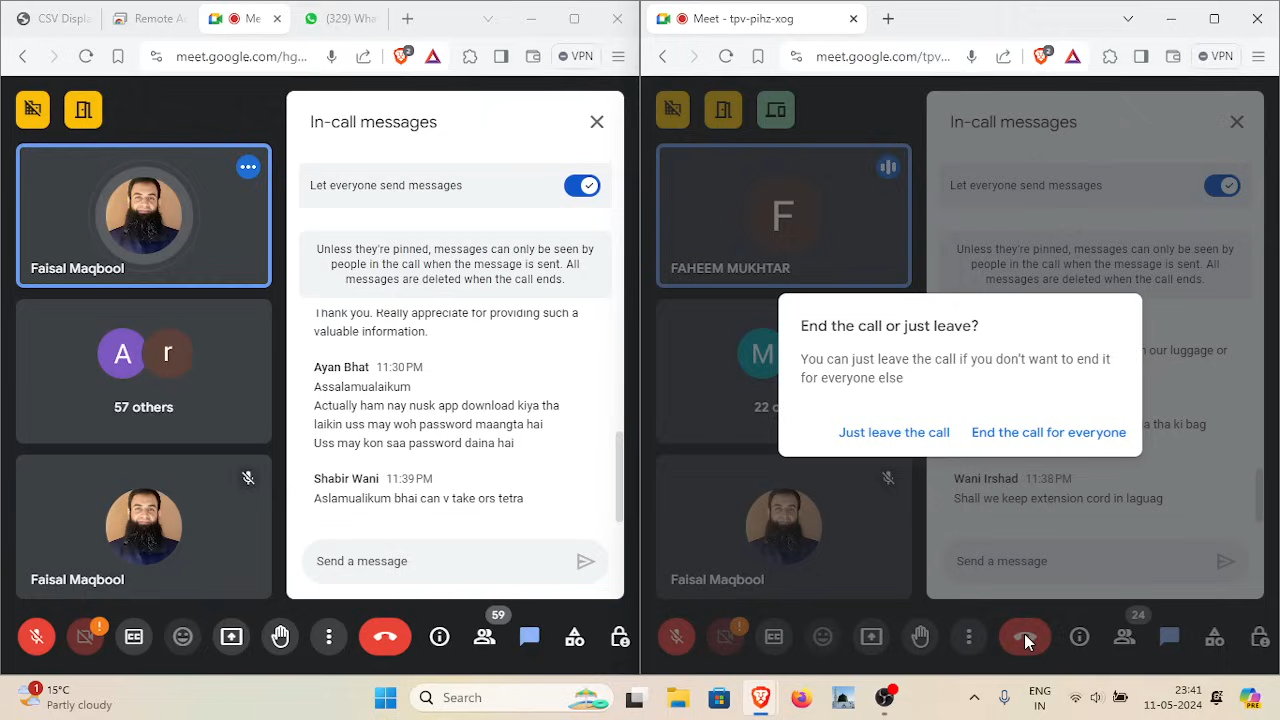 CSV Displa
Remote Ac
Me
(329) Wha
meet.google.com/hg...
2
VPN
In-call messages
Let everyone send messages
Unless they're pinned, messages can only be seen by
people in the call when the message is sent. All
messages are deleted when the call ends.
Thank you. Really appreciate for providing such a
valuable information.
Ayan Bhat 11:30 PM
Assalamualaikum
Actually ham nay nusk app download kiya tha
laikin uss may woh password maangta hai
Uss may kon saa password daina hai
Shabir Wani 11:39 PM
Aslamualikum bhai can v take ors tetra
Send a message
Faisal Maqbool
A
r
57 others
Faisal Maqbool
59
Meet - tpv-pihz-xog
meet.google.com/tpv...
2
VPN
In-call messages
Let everyone send messages
Unless they're pinned, messages can only be seen by
people in the call when the message is sent. All
messages are deleted when the call ends.
F
FAHEEM MUKHTAR
M
22 o
Faisal Maqbool
End the call or just leave?
You can just leave the call if you don't want to end it
for everyone else
Just leave the call
End the call for everyone
n our luggage or
a tha ki bag
Wani Irshad 11:38 PM
Shall we keep extension cord in laguag
Send a message
24
1
15°C
Partly cloudy
Search
ENG
IN
23:41
11-05-2024
PRE